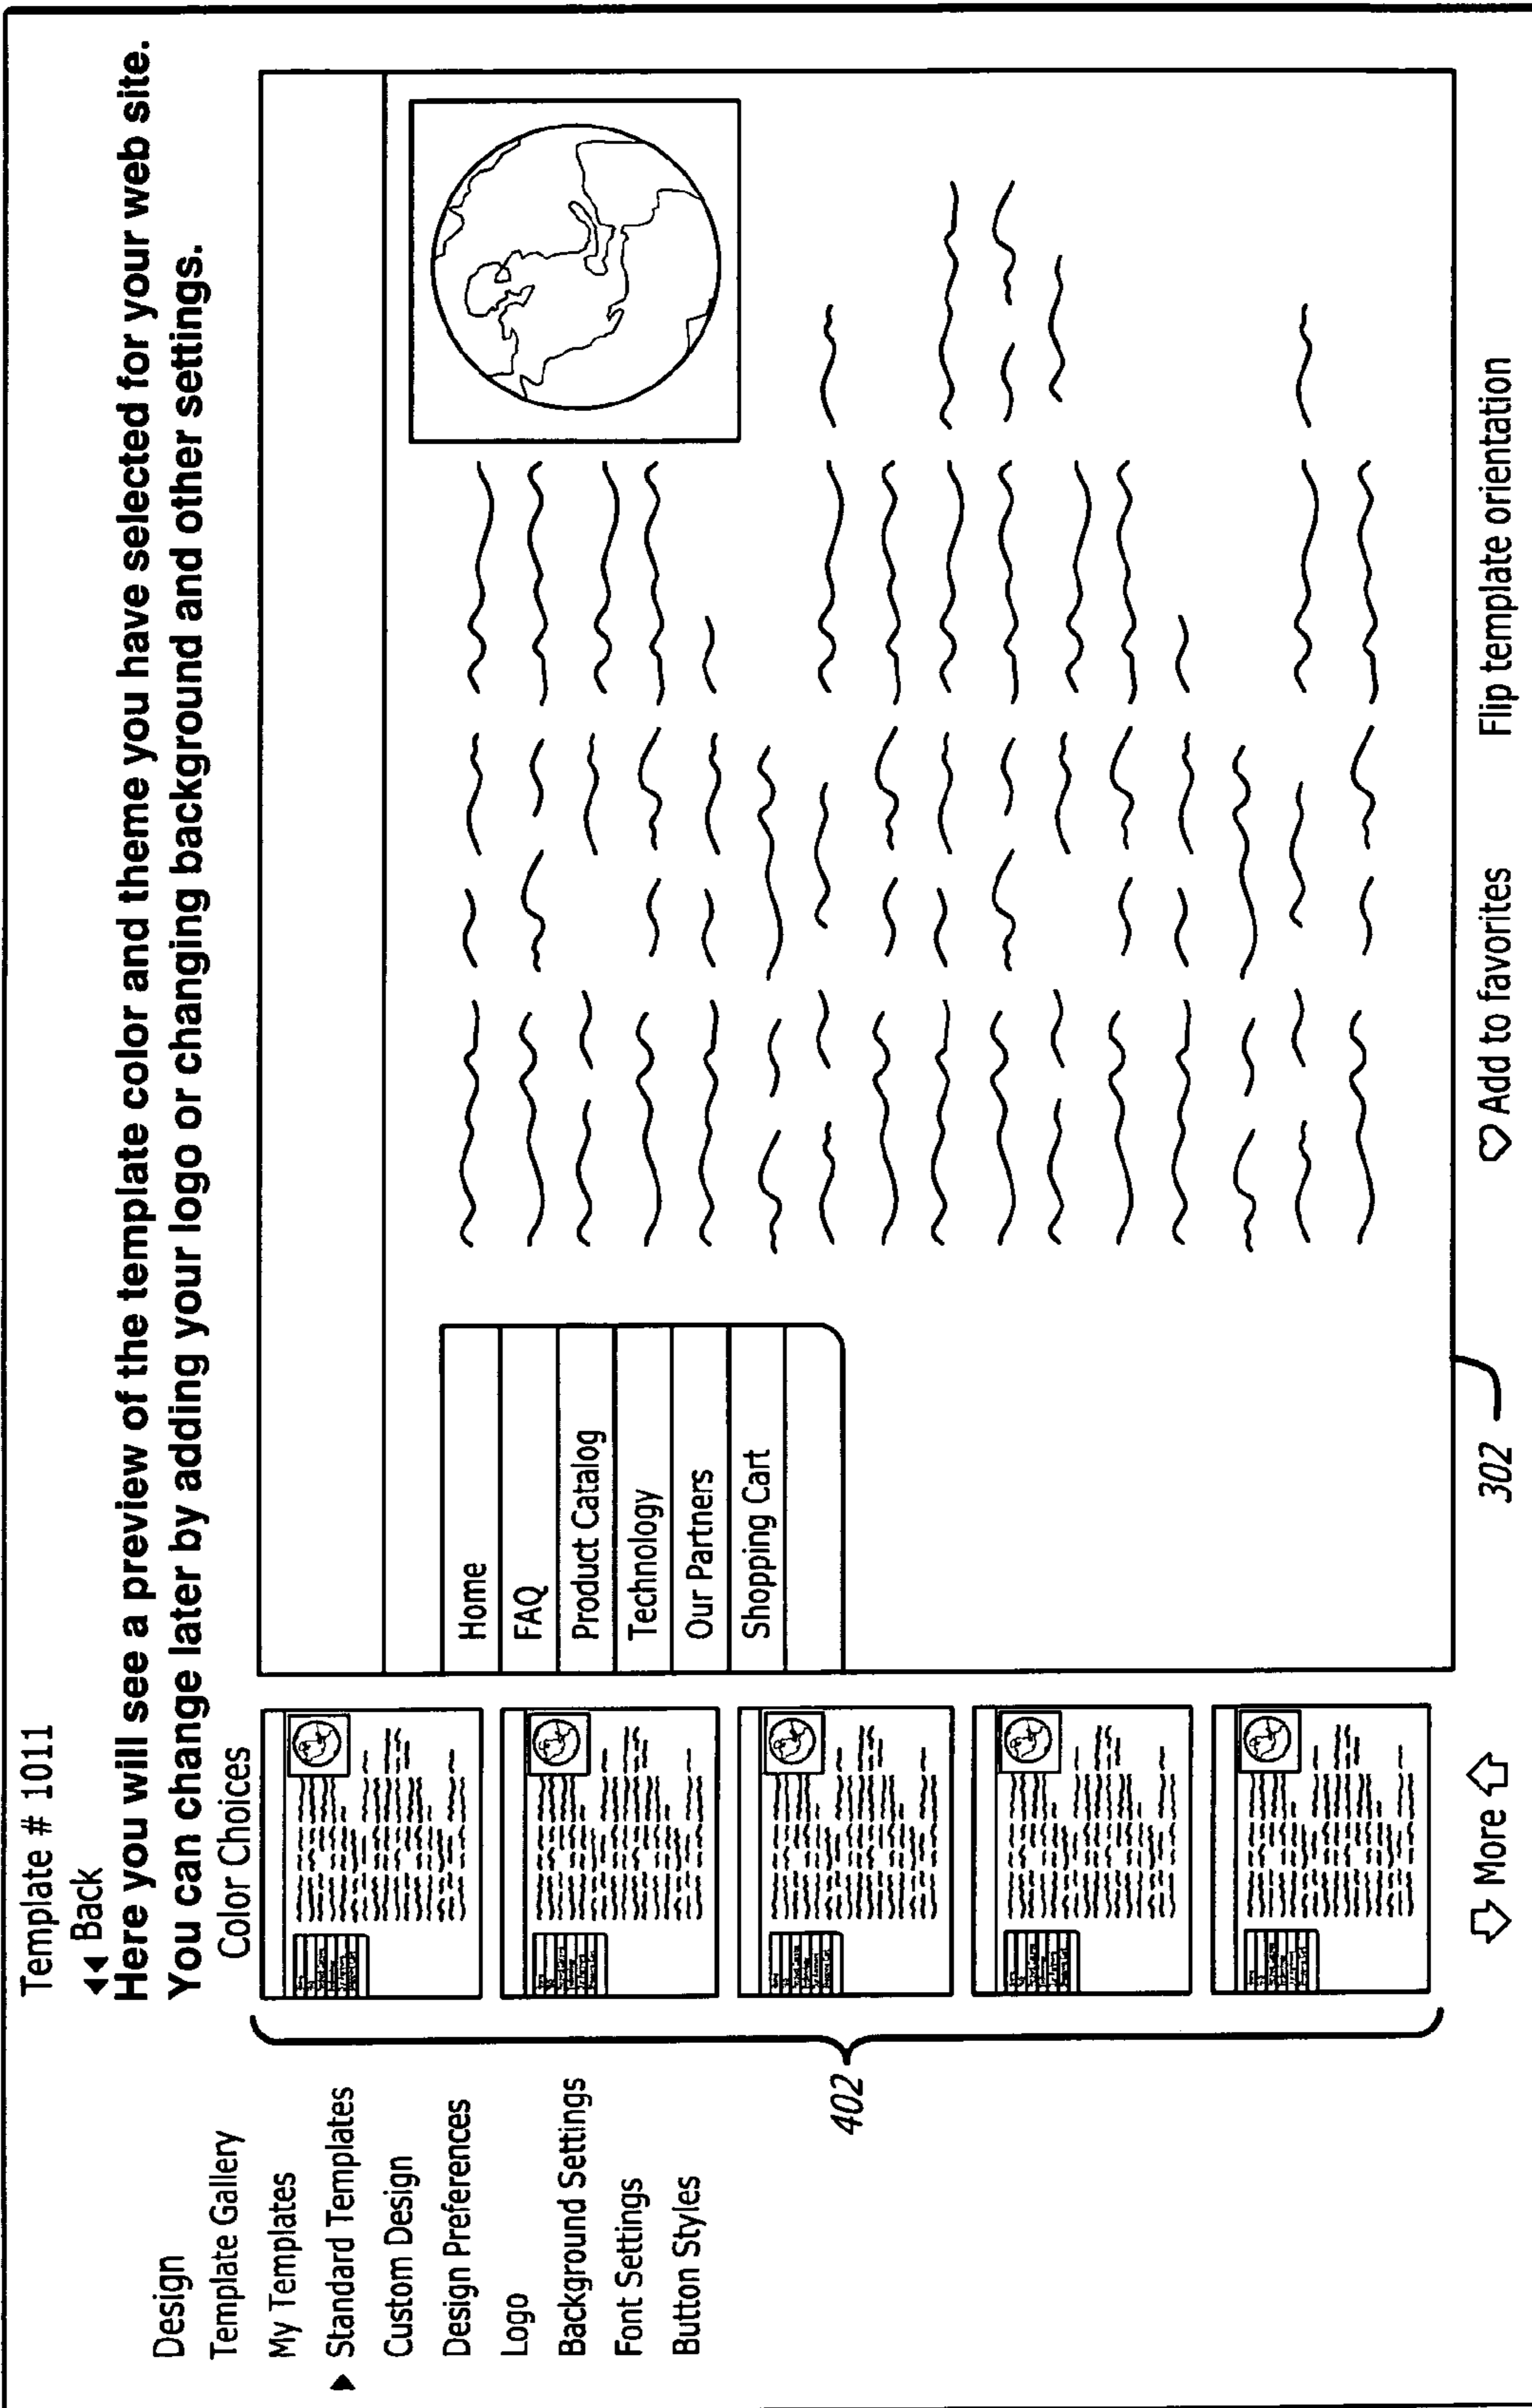 Template # 1011
Back
Here you will see a preview of the template color and theme you have selected for your web site.
You can change later by adding your logo or changing background and other settings.
Design
Template Gallery
My Templates
Standard Templates
Custom Design
Design Preferences
Logo
Background Settings
Font Settings
Button Styles
Color Choices
402
More
Home
FAQ
Product Catalog
Technology
Our Partners
Shopping Cart
302
Add to favorites
Flip template orientation